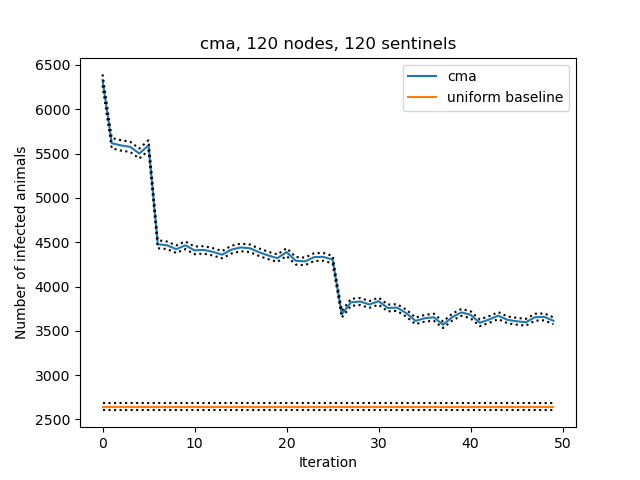 cma, 120 nodes, 120 sentinels
cma
uniform baseline
Number of infected animals
6500
6000
5500
5000
4500
4000
3500
3000
2500
0 10 20 30 40 50
Iteration